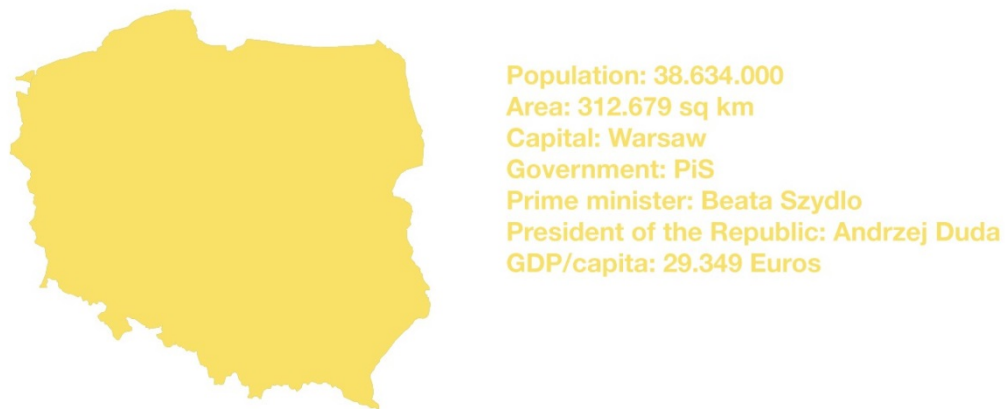 Population: 38.634.000
Area: 312.679 sq km
Capital: Warsaw
Government: PiS
Prime minister: Beata Szydlo
President of the Republic: Andrzej Duda
GDP/capita: 29.349 Euros